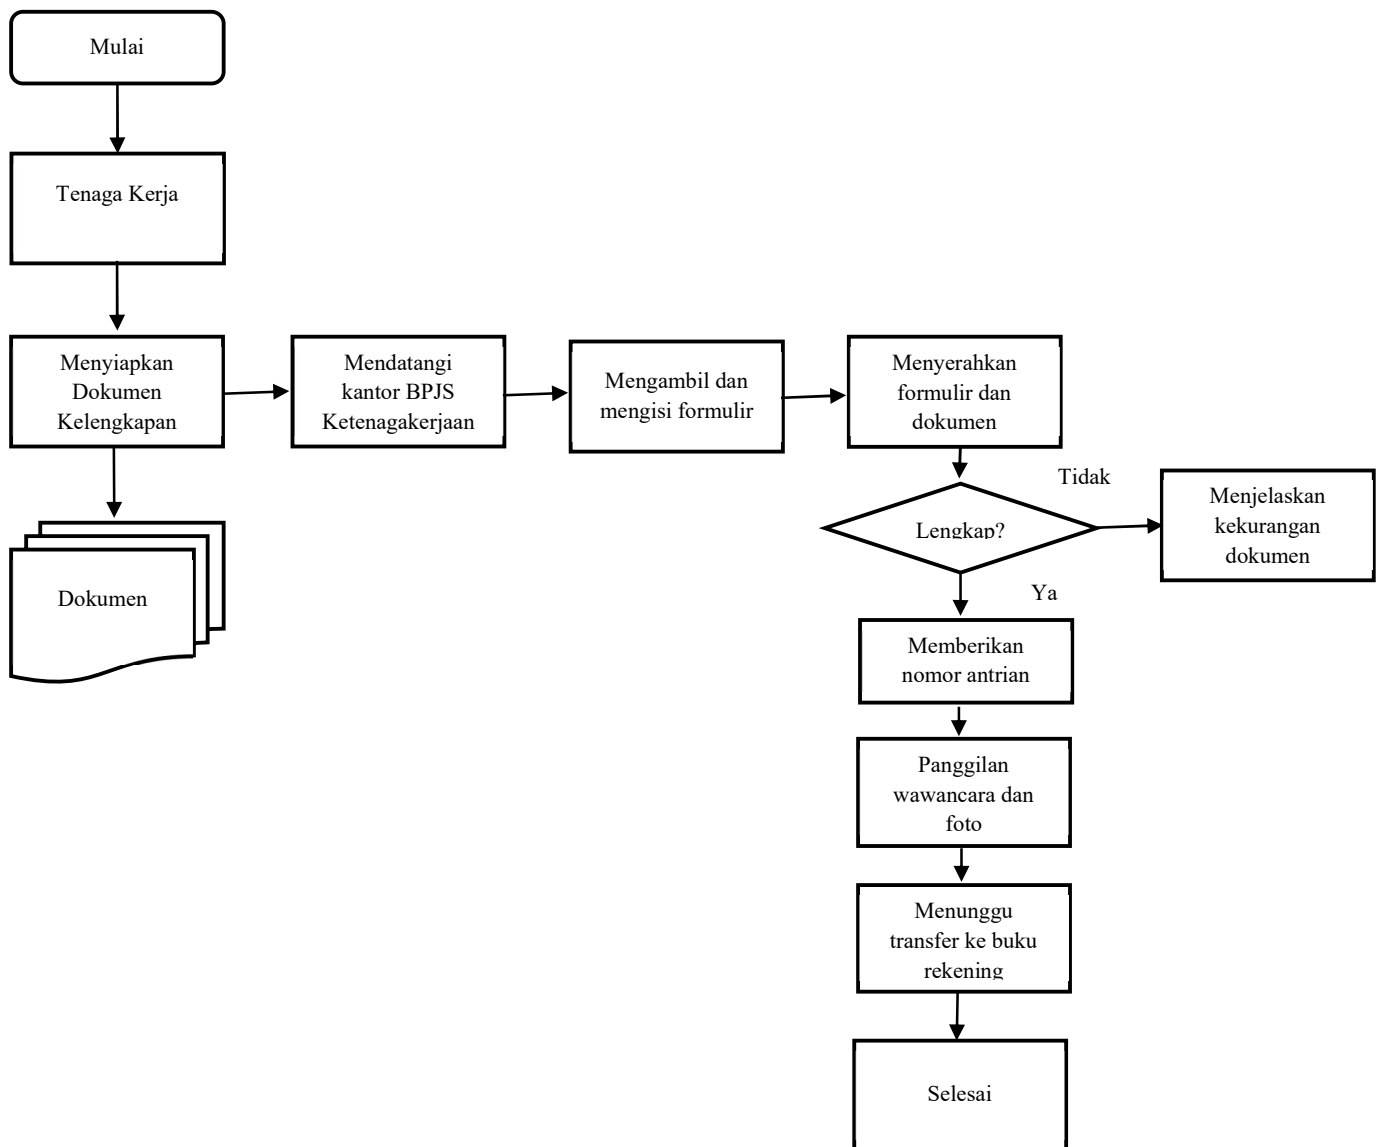 Mulai
Tenaga Kerja
Menyiapkan
Dokumen
Kelengkapan
Mendatangi
kantor BPJS
Ketenagakerjaan
Mengambil dan
mengisi formulir
Menyerahkan
formulir dan
dokumen
Dokumen
Lengkap?
Tidak
Menjelaskan
kekurangan
dokumen
Ya
Memberikan
nomor antrian
Panggilan
wawancara dan
foto
Menunggu
transfer ke buku
rekening
Selesai